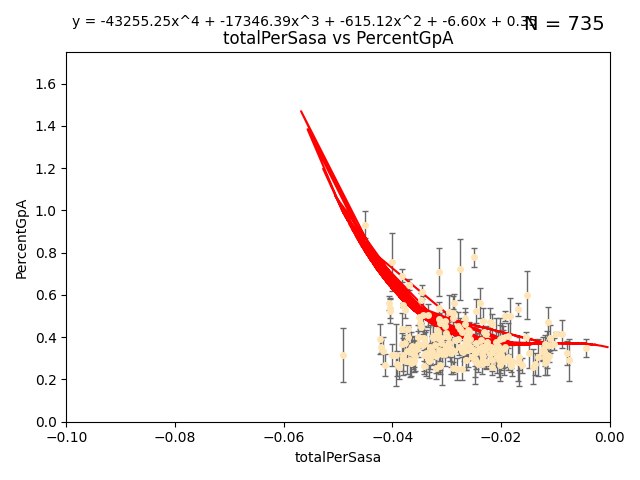 y = -43255.25x^4 + -17346.39x^3 + -615.12x^2 + -6.60x + 0.35
N = 735
totalPerSasa vs PercentGpA
PercentGpA
1.6
1.4
1.2
1.0
0.8
0.6
0.4
0.2
0.0
−0.10 −0.08 −0.06 −0.04 −0.02 0.00
totalPerSasa